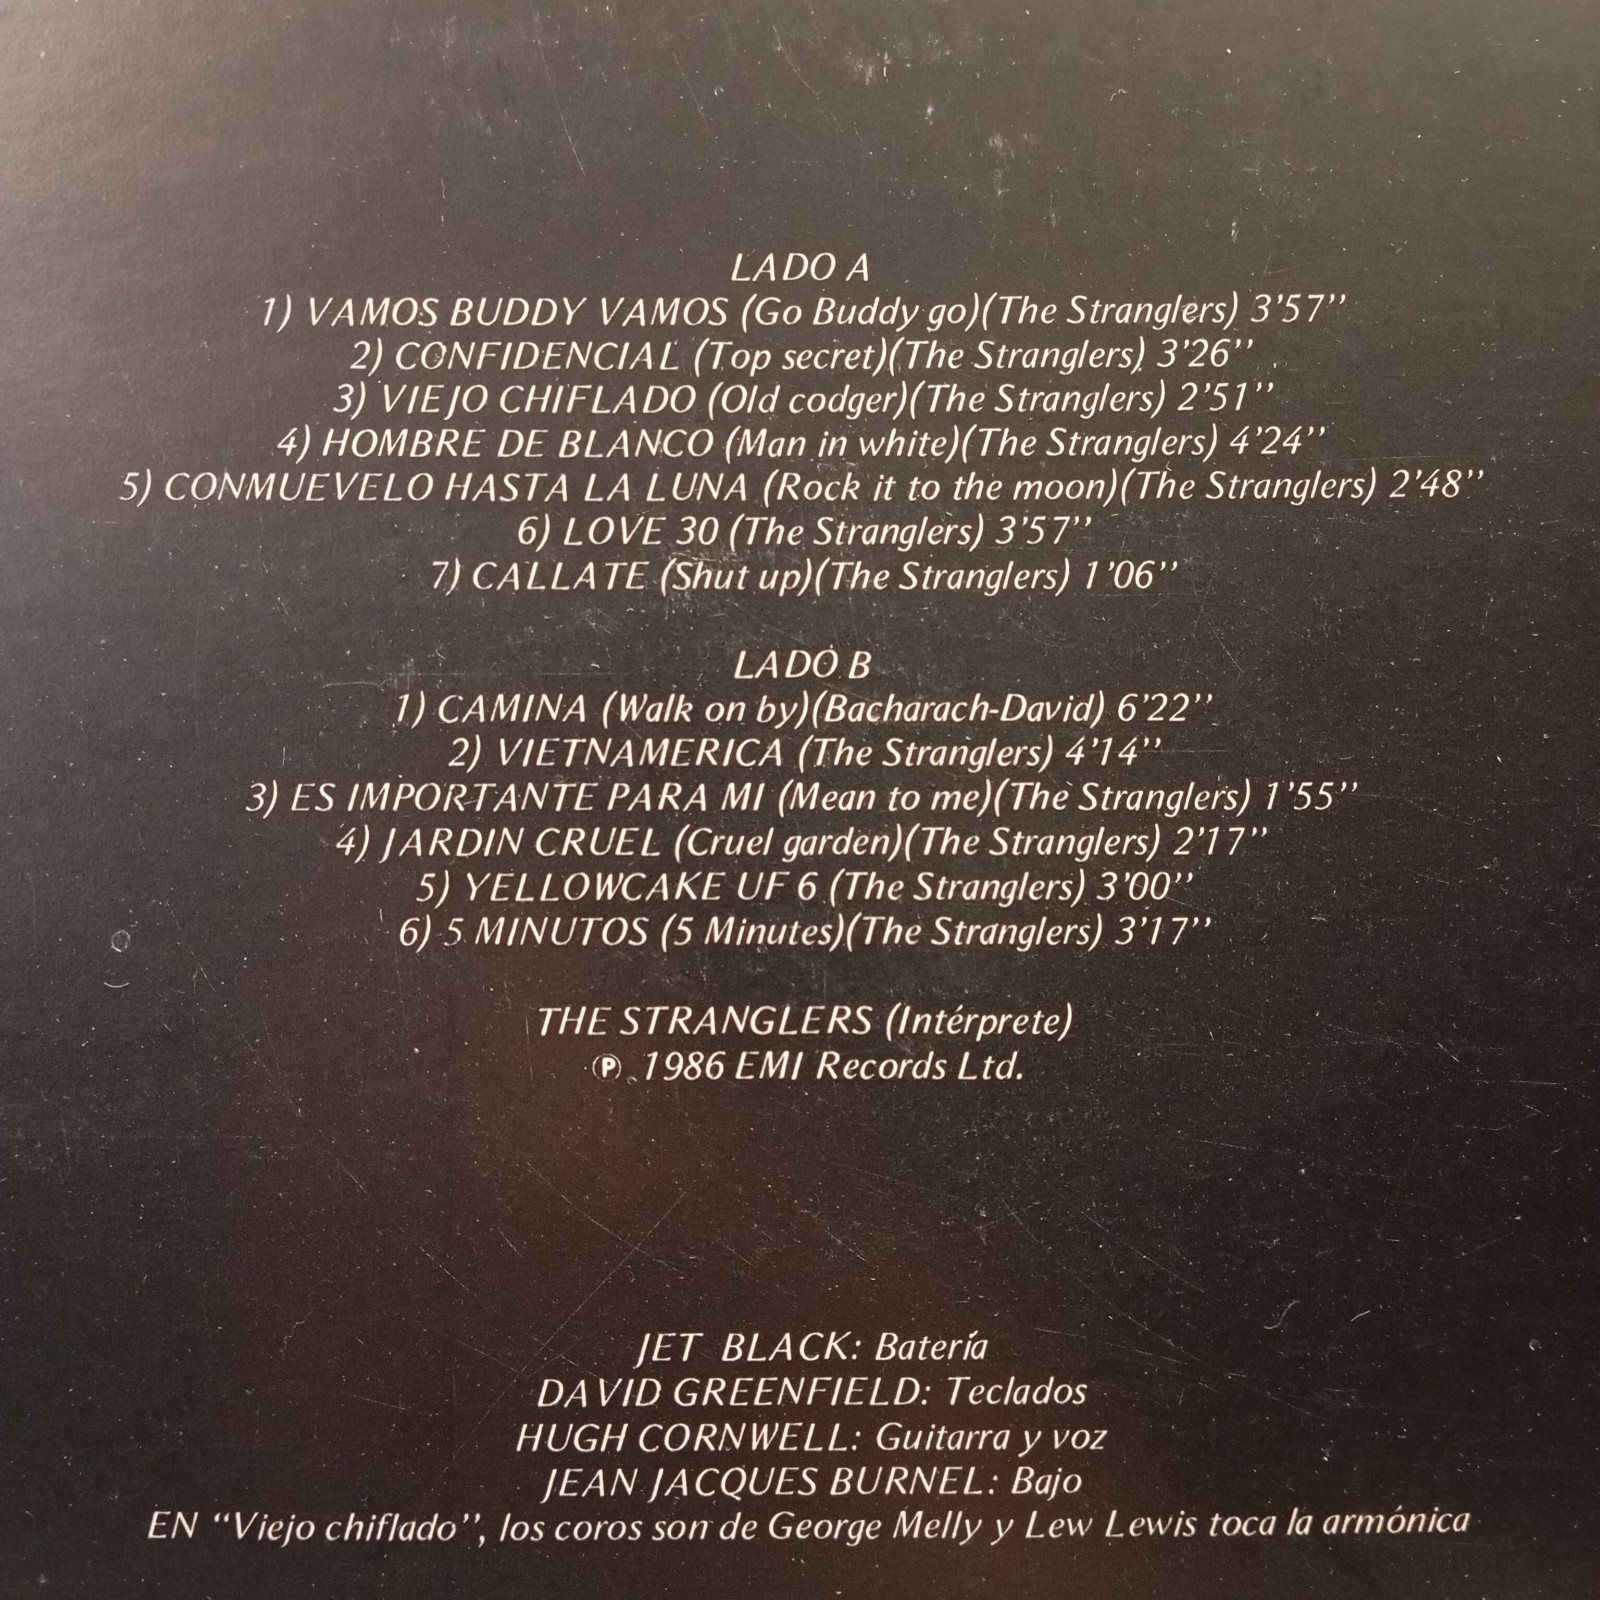 LADO A
1) VAMOS BUDDY VAMOS (Go Buddy go)(The Stranglers) 3'57''
2) CONFIDENCIAL (Top secret)(The Stranglers) 3'26''
3) VIEJO CHIFLADO (Old codger)(The Stranglers) 2'51''
4) HOMBRE DE BLANCO (Man in white)(The Stranglers) 4'24''
5) CONMUEVELO HASTA LA LUNA (Rock it to the moon)(The Stranglers) 2'48''
6) LOVE 30 (The Stranglers) 3'57''
7) CALLATE (Shut up)(The Stranglers) 1'06''
LADO B
1) CAMINA (Walk on by)(Bacharach-David) 6'22''
2) VIETNAMERICA (The Stranglers) 4'14''
3) ES IMPORTANTE PARA MI (Mean to me)(The Stranglers) 1'55''
4) JARDIN CRUEL (Cruel garden)(The Stranglers) 2'17''
5) YELLOWCAKE UF 6 (The Stranglers) 3'00''
6) 5 MINUTOS (5 Minutes)(The Stranglers) 3'17''
THE STRANGLERS (Intérprete)
℗ 1986 EMI Records Ltd.
JET BLACK: Batería
DAVID GREENFIELD: Teclados
HUGH CORNWELL: Guitarra y voz
JEAN JACQUES BURNEL: Bajo
EN "Viejo chiflado", los coros son de George Melly y Lew Lewis toca la armónica